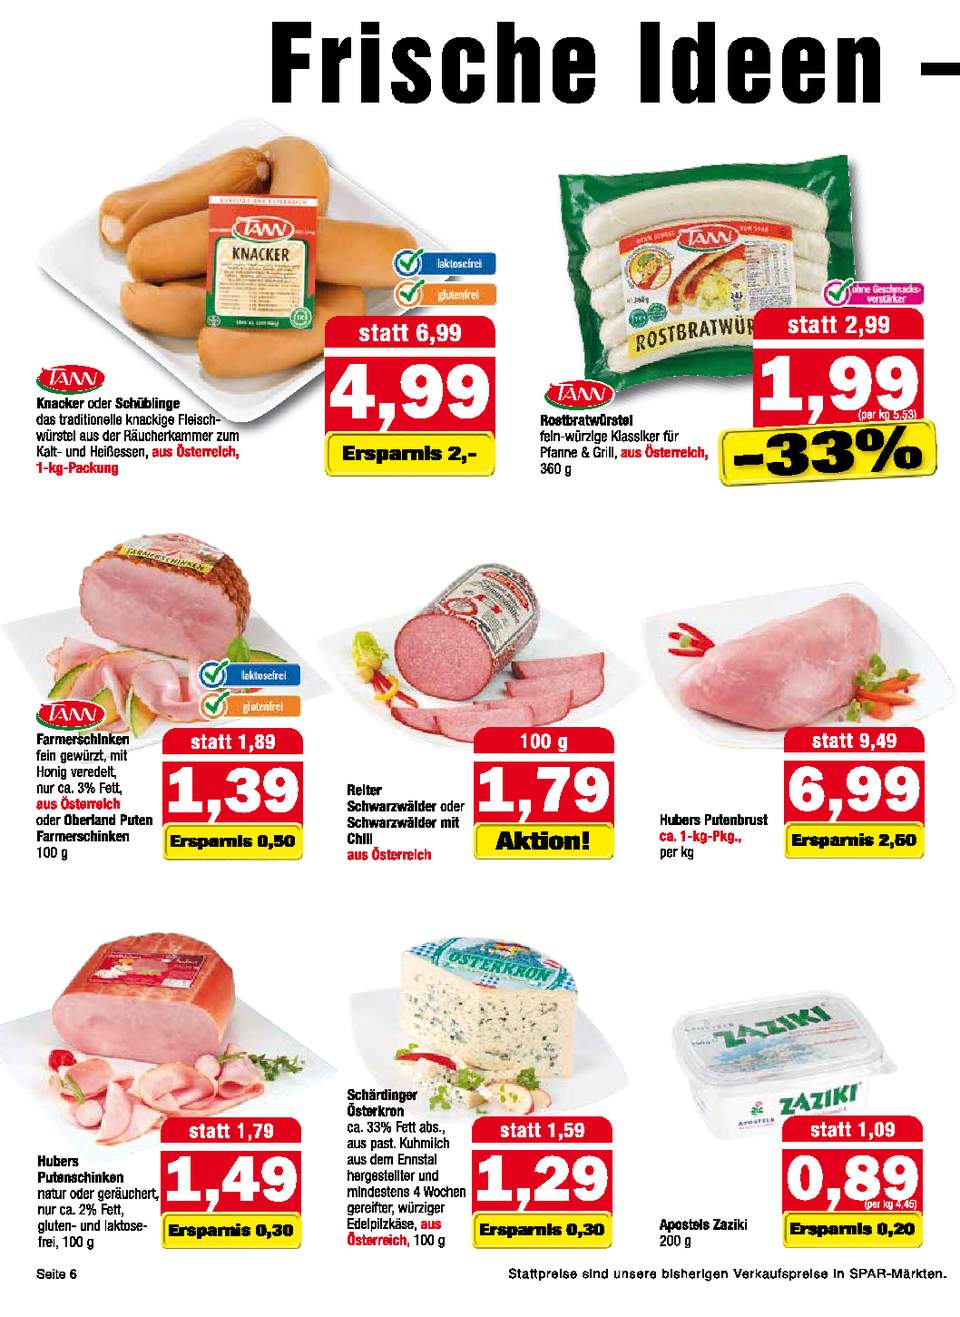 Frische Ideen –
QUALITÄT AUS ÖSTERREICH
TANN
KNACKER
laktosefrei
glutenfrei
statt 6,99
4,99
Ersparnis 2,-
TANN
Knacker oder Schüblinge
das traditionelle knackige Fleisch-
würstel aus der Räucherkammer zum
Kalt- und Heißessen, aus Österreich,
1-kg-Packung
TANN
ROSTBRATWÜR
ohne Geschmacks-
verstärker
statt 2,99
1,99
(per kg 5,53)
-33%
TANN
Rostbratwürstel
fein-würzige Klassiker für
Pfanne & Grill, aus Österreich,
360 g
FARMERSCHINKEN
laktosefrei
glutenfrei
TANN
Farmerschinken
fein gewürzt, mit
Honig veredelt,
nur ca. 3% Fett,
aus Österreich
oder Oberland Puten
Farmerschinken
100 g
statt 1,89
1,39
Ersparnis 0,50
Reiter
Schwarzwälder oder
Schwarzwälder mit
Chili
aus Österreich
100 g
1,79
Aktion!
Hubers Putenbrust
ca. 1-kg-Pkg.,
per kg
statt 9,49
6,99
Ersparnis 2,50
Hubers
Putenschinken
natur oder geräuchert,
nur ca. 2% Fett,
gluten- und laktose-
frei, 100 g
statt 1,79
1,49
Ersparnis 0,30
ÖSTERKRON
Schärdinger
Österkron
ca. 33% Fett abs.,
aus past. Kuhmilch
aus dem Ennstal
hergestellter und
mindestens 4 Wochen
gereifter, würziger
Edelpilzkäse, aus
Österreich, 100 g
statt 1,59
1,29
Ersparnis 0,30
ZAZIKI
APOSTELS
ZAZIKI
Apostels Zaziki
200 g
statt 1,09
0,89
(per kg 4,45)
Ersparnis 0,20
Seite 6
Stattpreise sind unsere bisherigen Verkaufspreise in SPAR-Märkten.